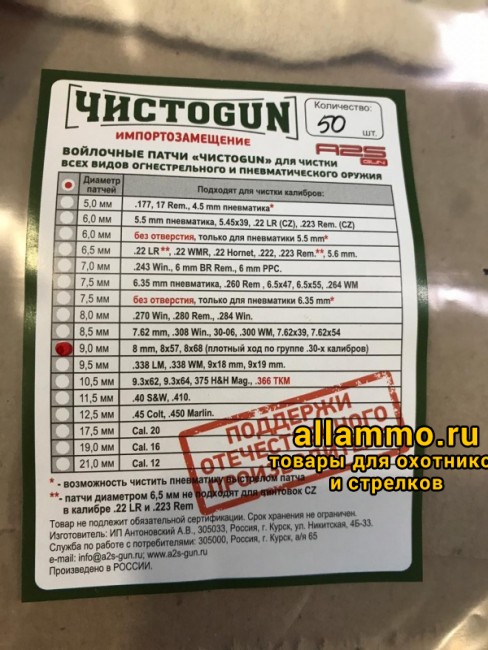 ЧИСТОGUN
ИМПОРТОЗАМЕЩЕНИЕ
Количество:
50 шт.
A2S
GUN
ВОЙЛОЧНЫЕ ПАТЧИ «ЧИСТОGUN» ДЛЯ ЧИСТКИ
ВСЕХ ВИДОВ ОГНЕСТРЕЛЬНОГО И ПНЕВМАТИЧЕСКОГО ОРУЖИЯ
Диаметр патчей Подходят для чистки калибров:
5,0 мм .177, 17 Rem., 4.5 mm пневматика*
6,0 мм 5.5 mm пневматика, 5.45x39, .22 LR (CZ), .223 Rem. (CZ)
6,0 мм без отверстия, только для пневматики 5.5 mm*
6,5 мм .22 LR**, .22 WMR, .22 Hornet, .222, .223 Rem.**, 5.6 mm.
7,0 мм .243 Win., 6 mm BR Rem., 6 mm PPC.
7,5 мм 6.35 mm пневматика, .260 Rem , 6.5x47, 6.5x55, .264 WM
7,5 мм без отверстия, только для пневматики 6.35 mm*
8,0 мм .270 Win, .280 Rem., .284 Win.
8,5 мм 7.62 mm, .308 Win., 30-06, .300 WM, 7.62x39, 7.62x54
9,0 мм 8 mm, 8x57, 8x68 (плотный ход по группе .30-х калибров)
9,5 мм .338 LM, .338 WM, 9x18 mm, 9x19 mm.
10,5 мм 9.3x62, 9.3x64, 375 H&H Mag., .366 ТКМ
11,5 мм .40 S&W, .410.
12,5 мм .45 Colt, .450 Marlin.
17,5 мм Cal. 20
19,0 мм Cal. 16
21,0 мм Cal. 12
ПОДДЕРЖИ
ОТЕЧЕСТВЕННОГО
ПРОИЗВОДИТЕЛЯ
allammo.ru
товары для охотнико
и стрелков
* - возможность чистить пневматику выстрелом патча
**- патчи диаметром 6,5 мм не подходят для винтовок CZ
в калибре .22 LR и .223 Rem
Товар не подлежит обязательной сертификации. Срок хранения не ограничен.
Изготовитель: ИП Антоновский А.В., 305033, Россия, г. Курск, ул. Никитская, 4Б-33.
Служба по работе с потребителями: 305000, Россия, г. Курск, а/я 65
e-mail: info@a2s-gun.ru, www.a2s-gun.ru
Произведено в РОССИИ.